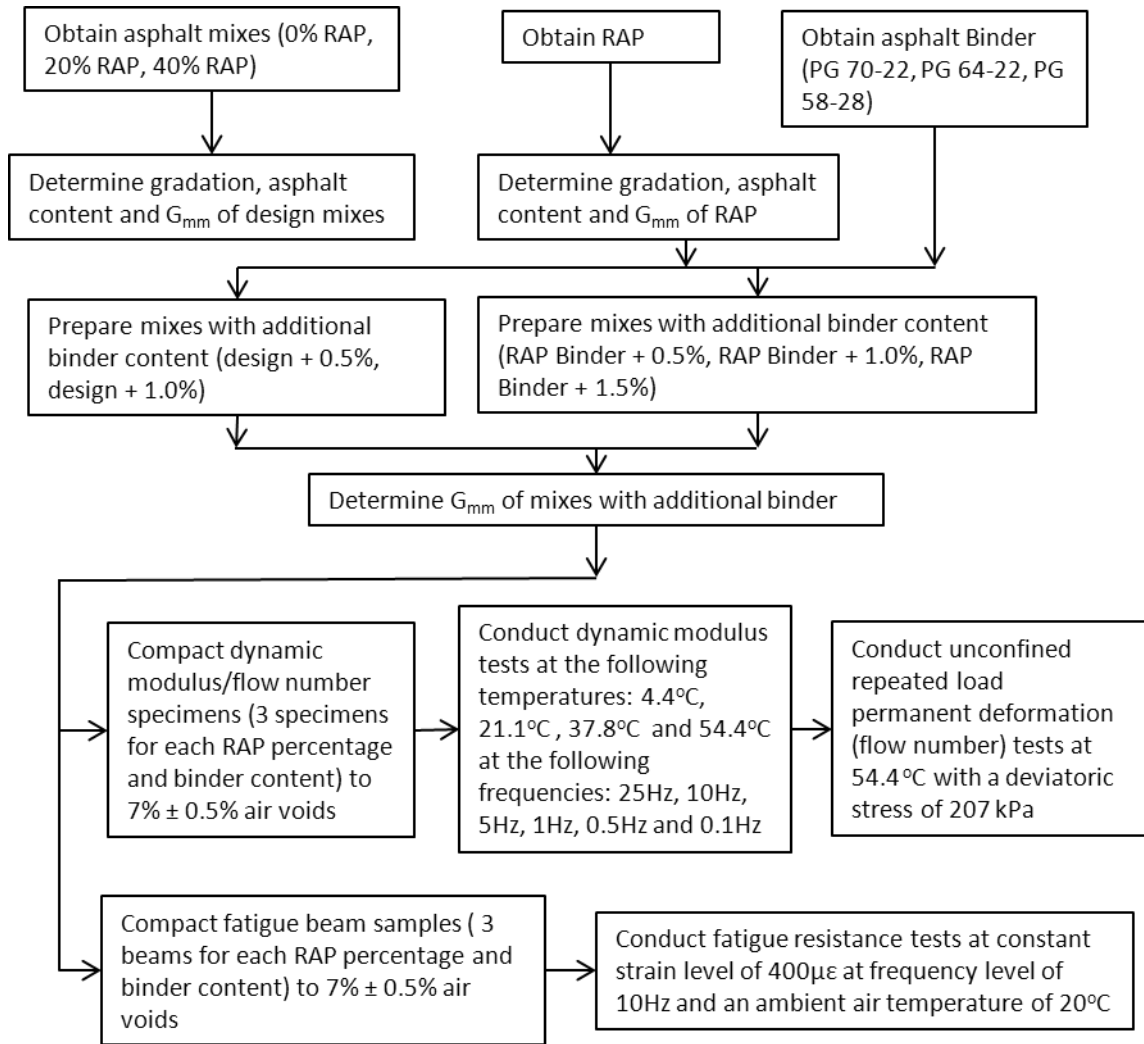 Obtain asphalt mixes (0% RAP,
20% RAP, 40% RAP)
Obtain RAP
Obtain asphalt Binder
(PG 70-22, PG 64-22, PG
58-28)
Determine gradation, asphalt
content and Gmm of design mixes
Determine gradation, asphalt
content and Gmm of RAP
Prepare mixes with additional
binder content (design + 0.5%,
design + 1.0%)
Prepare mixes with additional binder content
(RAP Binder + 0.5%, RAP Binder + 1.0%, RAP
Binder + 1.5%)
Determine Gmm of mixes with additional binder
Compact dynamic
modulus/flow number
specimens (3 specimens
for each RAP percentage
and binder content) to
7% ± 0.5% air voids
Conduct dynamic modulus
tests at the following
temperatures: 4.4°C,
21.1°C , 37.8°C and 54.4°C
at the following
frequencies: 25Hz, 10Hz,
5Hz, 1Hz, 0.5Hz and 0.1Hz
Conduct unconfined
repeated load
permanent deformation
(flow number) tests at
54.4 °C with a deviatoric
stress of 207 kPa
Compact fatigue beam samples ( 3
beams for each RAP percentage and
binder content) to 7% ± 0.5% air
voids
Conduct fatigue resistance tests at constant
strain level of 400µε at frequency level of
10Hz and an ambient air temperature of 20°C